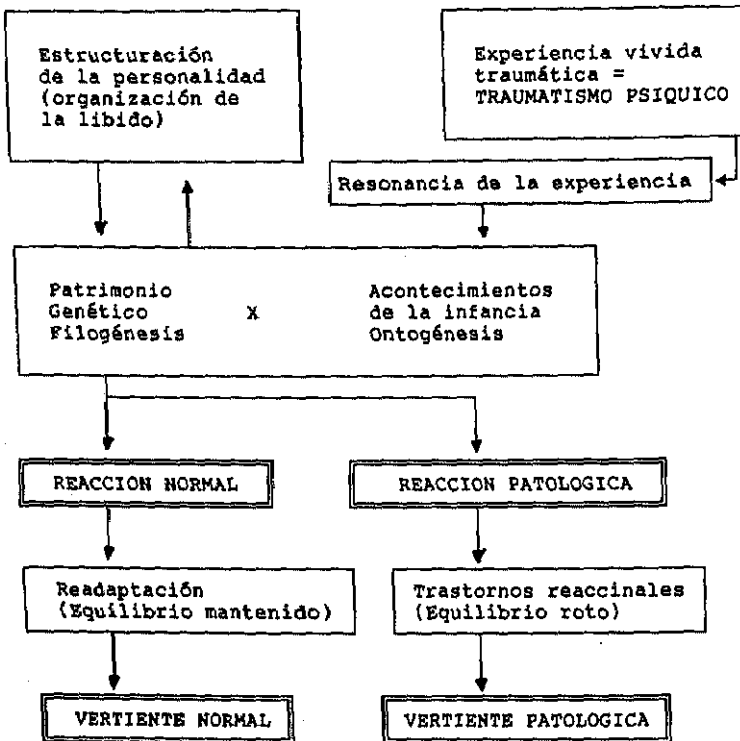 Estructuración
de la personalidad
(organización de
la libido)
Experiencia vivida
traumática =
TRAUMATISMO PSIQUICO
Resonancia de la experiencia
Patrimonio
Genético X
Filogénesis
Acontecimientos
de la infancia
Ontogénesis
REACCION NORMAL
REACCION PATOLOGICA
Readaptación
(Equilibrio mantenido)
Trastornos reaccinales
(Equilibrio roto)
VERTIENTE NORMAL
VERTIENTE PATOLOGICA